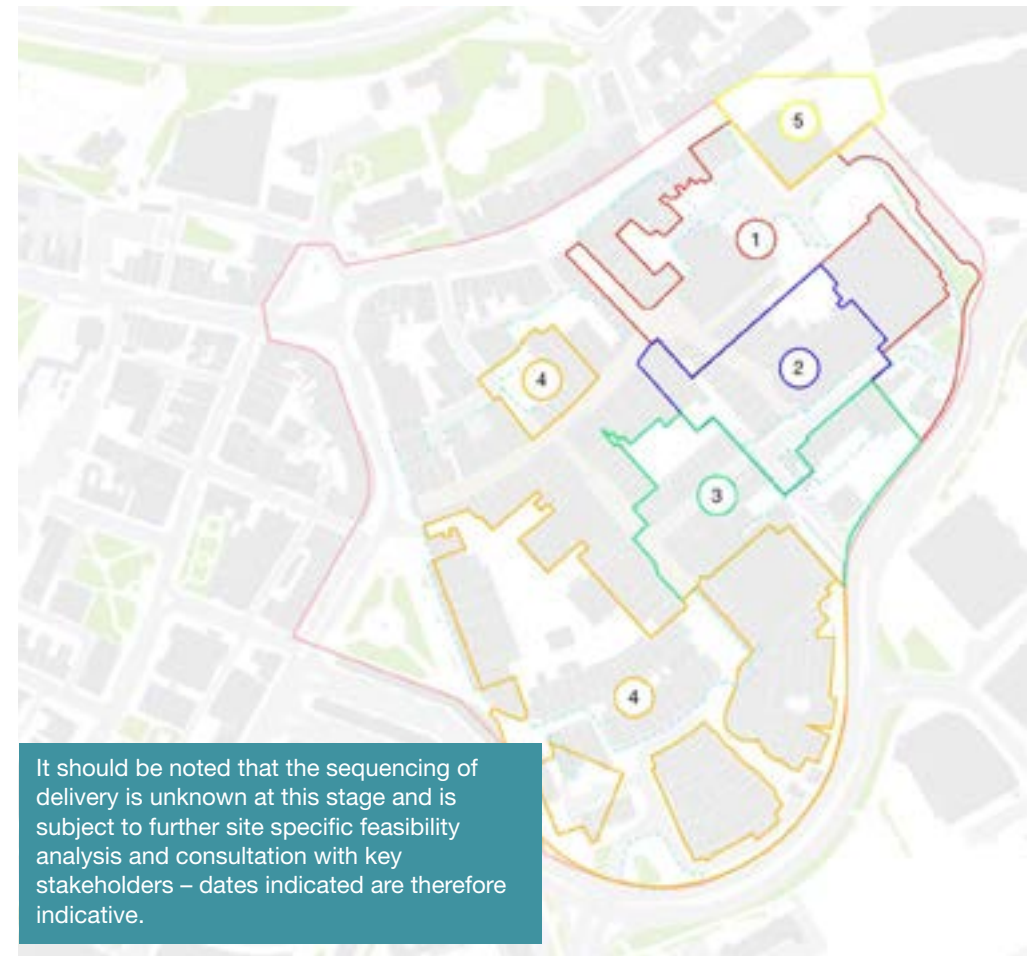 5
1
2
4
3
4
It should be noted that the sequencing of
delivery is unknown at this stage and is
subject to further site specific feasibility
analysis and consultation with key
stakeholders – dates indicated are therefore
indicative.